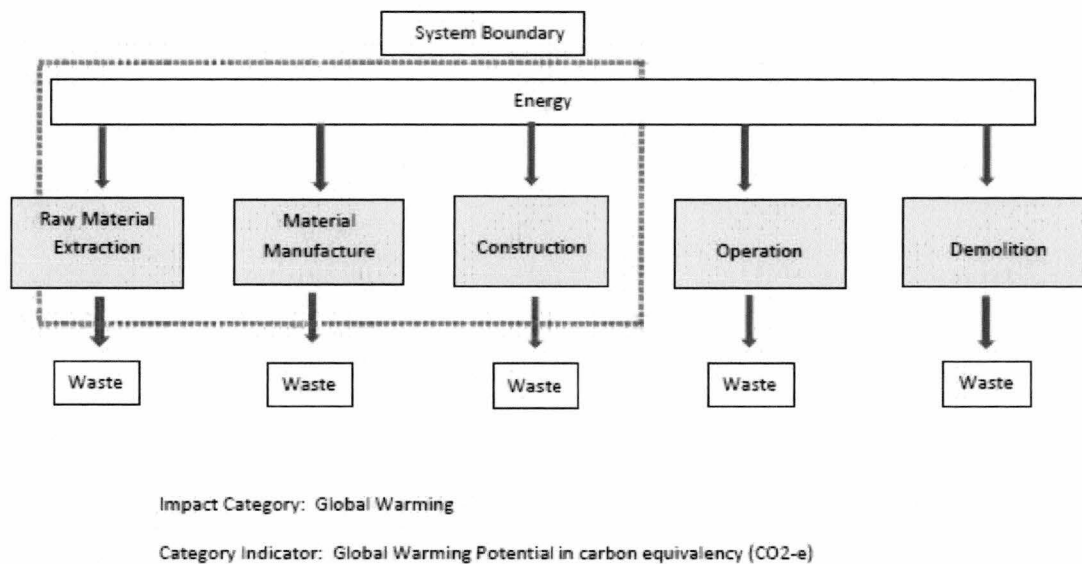 System Boundary
Energy
Raw Material
Extraction
Material
Manufacture
Construction
Operation
Demolition
Waste
Waste
Waste
Waste
Waste
Impact Category: Global Warming
Category Indicator: Global Warming Potential in carbon equivalency (CO2-e)